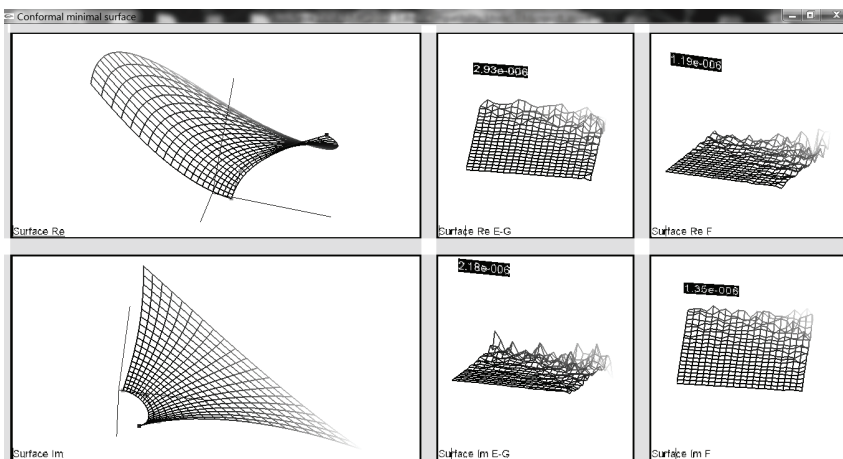 Conformal minimal surface
2.93e-006
1.19e-006
Surface Re
Surface Re E-G
Surface Re F
2.18e-006
1.35e-006
Surface Im
Surface Im E-G
Surface Im F